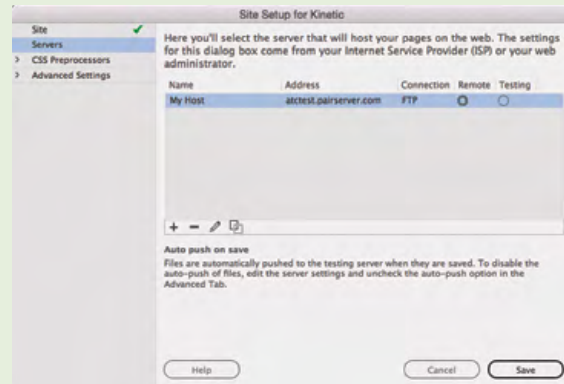 Site Setup for Kinetic
Site
Servers
CSS Preprocessors
Advanced Settings
Here you'll select the server that will host your pages on the web. The settings
for this dialog box come from your Internet Service Provider (ISP) or your web
administrator.
Name Address Connection Remote Testing
My Host atctest.pairserver.com FTP
Auto push on save
Files are automatically pushed to the testing server when they are saved. To disable the
auto-push of files, edit the server settings and uncheck the auto-push option in the
Advanced Tab.
Help Cancel Save